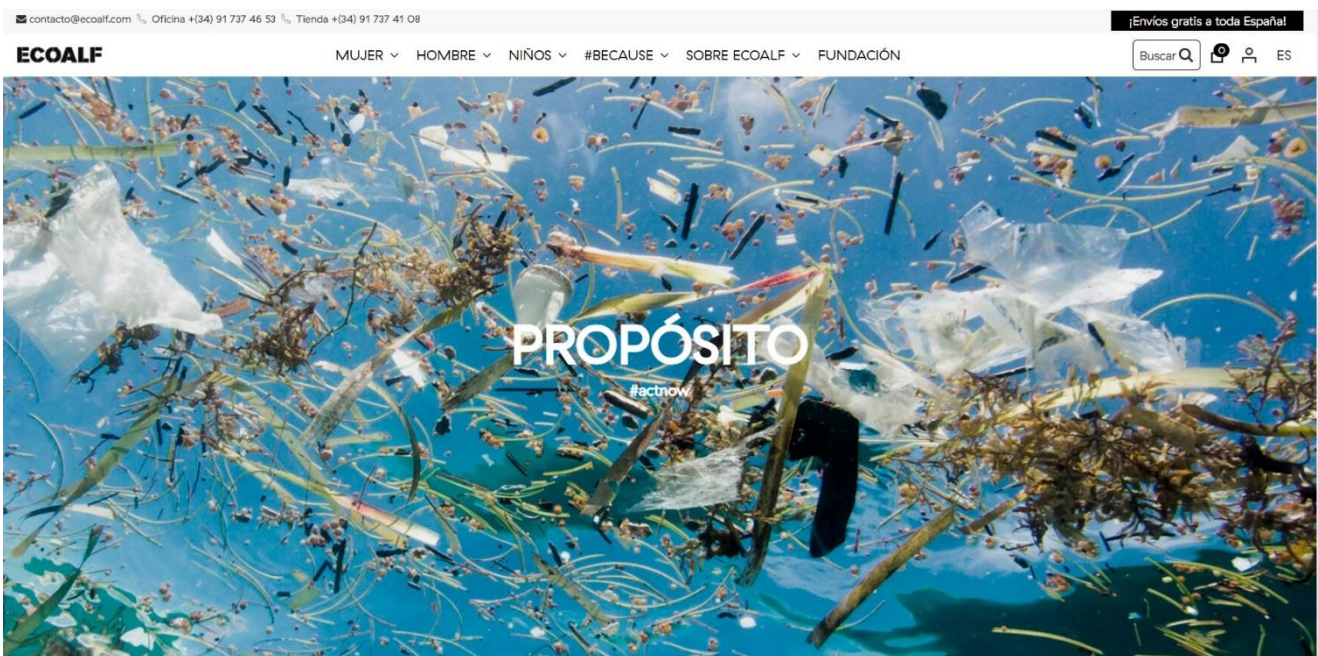 contacto@ecoalf.com Oficina +(34) 91 737 46 53 Tienda +(34) 91 737 41 08
¡Envíos gratis a toda España!
ECOALF MUJER HOMBRE NIÑOS #BECAUSE SOBRE ECOALF FUNDACIÓN Buscar 0 ES
PROPÓSITO
#actnow